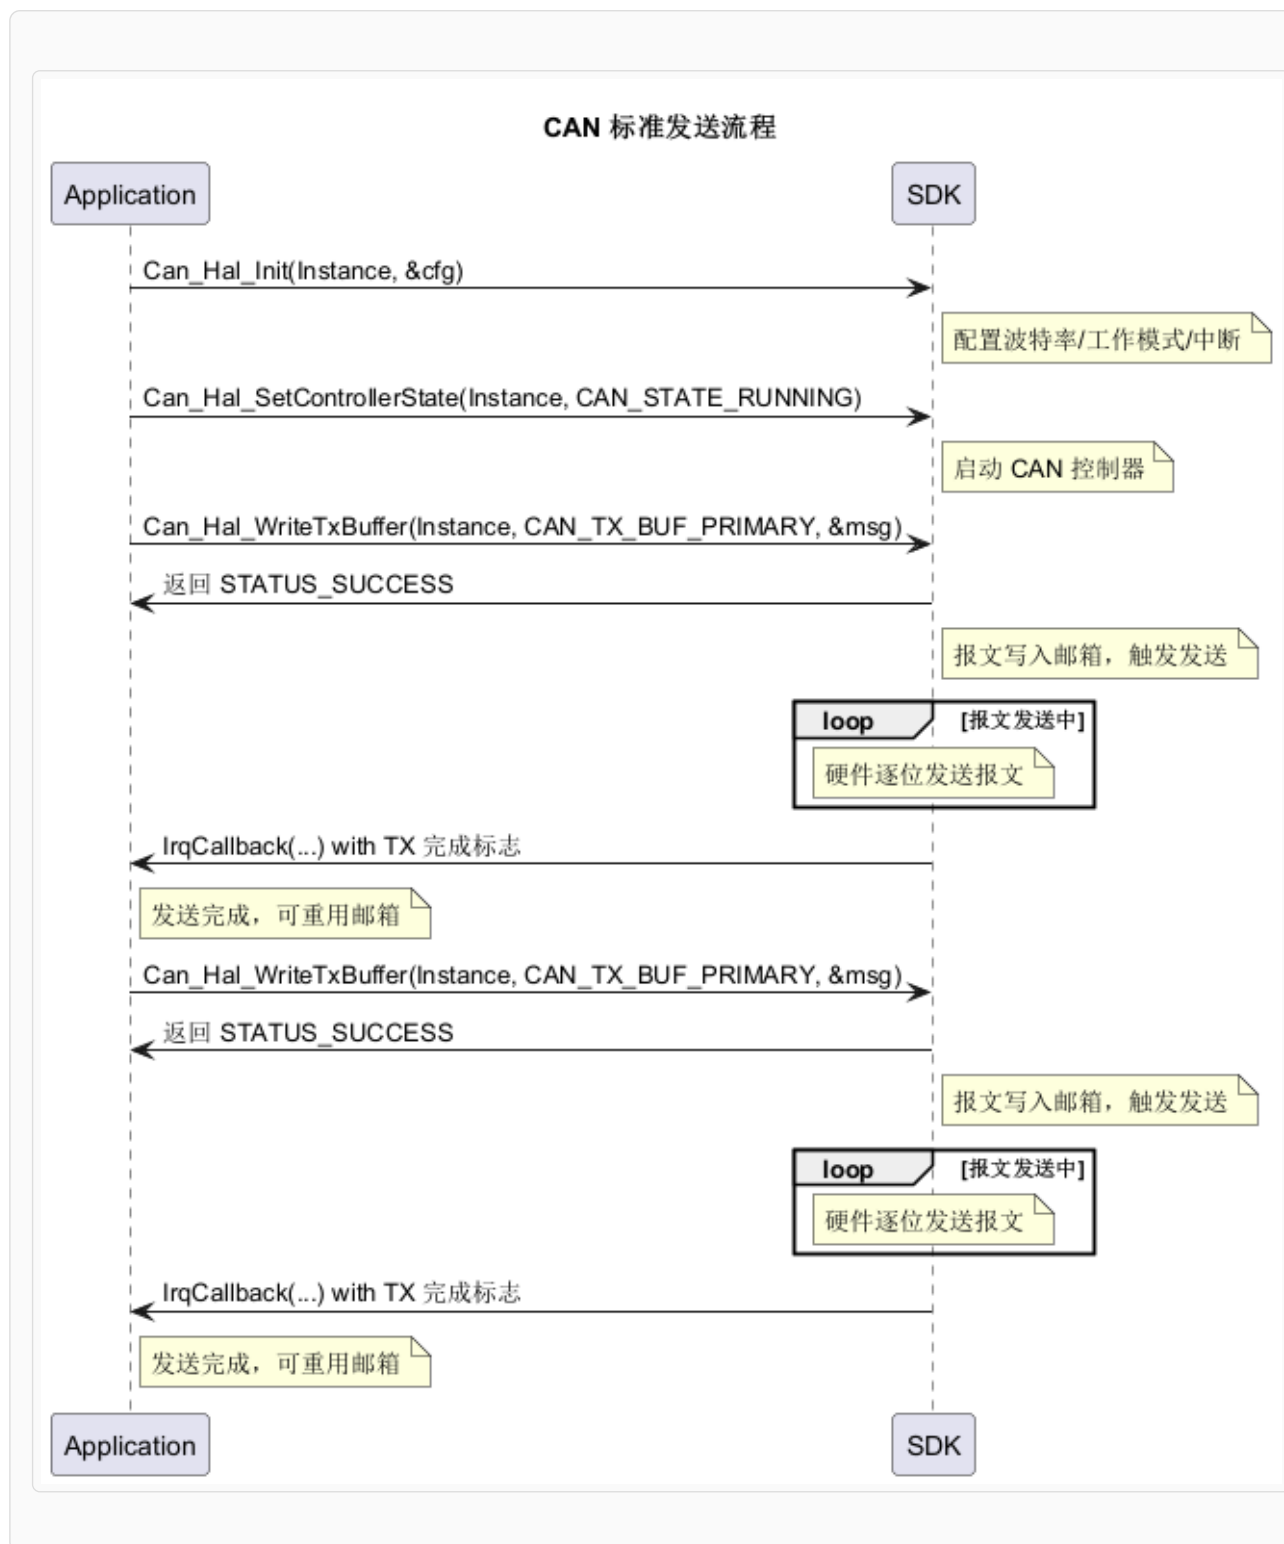 CAN 标准发送流程
Application
SDK
Can_Hal_Init(Instance, &cfg)
配置波特率/工作模式/中断
Can_Hal_SetControllerState(Instance, CAN_STATE_RUNNING)
启动 CAN 控制器
Can_Hal_WriteTxBuffer(Instance, CAN_TX_BUF_PRIMARY, &msg)
返回 STATUS_SUCCESS
报文写入邮箱，触发发送
loop
[报文发送中]
硬件逐位发送报文
IrqCallback(...) with TX 完成标志
发送完成，可重用邮箱
Can_Hal_WriteTxBuffer(Instance, CAN_TX_BUF_PRIMARY, &msg)
返回 STATUS_SUCCESS
报文写入邮箱，触发发送
loop
[报文发送中]
硬件逐位发送报文
IrqCallback(...) with TX 完成标志
发送完成，可重用邮箱
Application
SDK